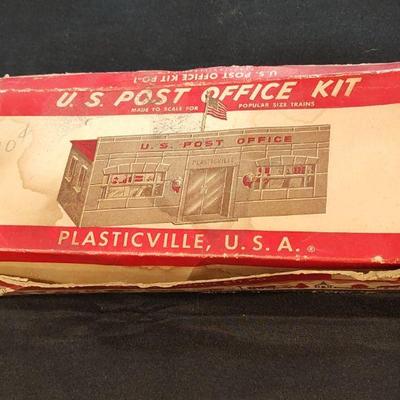 U.S. POST OFFICE KIT PO-1
U.S. POST OFFICE KIT
MADE TO SCALE FOR POPULAR SIZE TRAINS
U.S. POST OFFICE
PLASTICVILLE
PLASTICVILLE, U.S.A.®